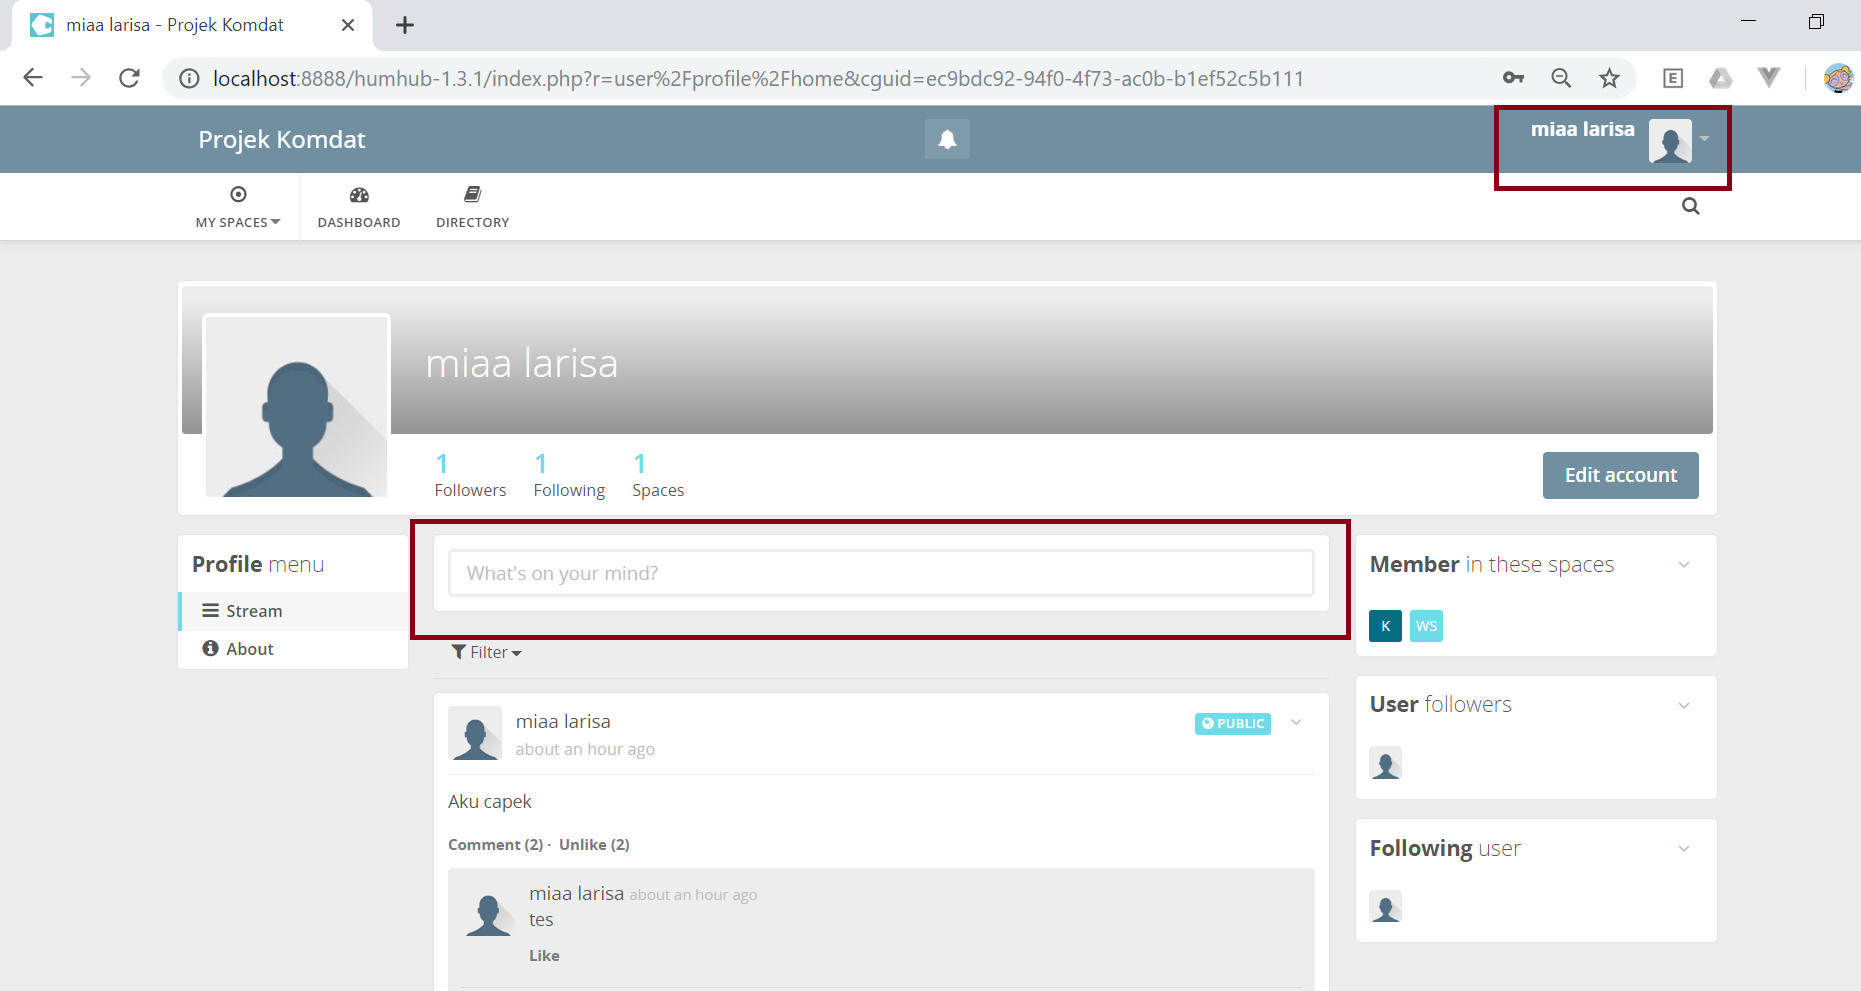 miaa larisa - Projek Komdat
localhost:8888/humhub-1.3.1/index.php?r=user%2Fprofile%2Fhome&cguid=ec9bdc92-94f0-4f73-ac0b-b1ef52c5b111
E
Projek Komdat
miaa larisa
MY SPACES
DASHBOARD
DIRECTORY
miaa larisa
1 1 1
Followers Following Spaces
Edit account
Profile menu
Stream
About
What's on your mind?
Filter
miaa larisa
PUBLIC
about an hour ago
Aku capek
Comment (2) · Unlike (2)
miaa larisa about an hour ago
tes
Like
Member in these spaces
K WS
User followers
Following user